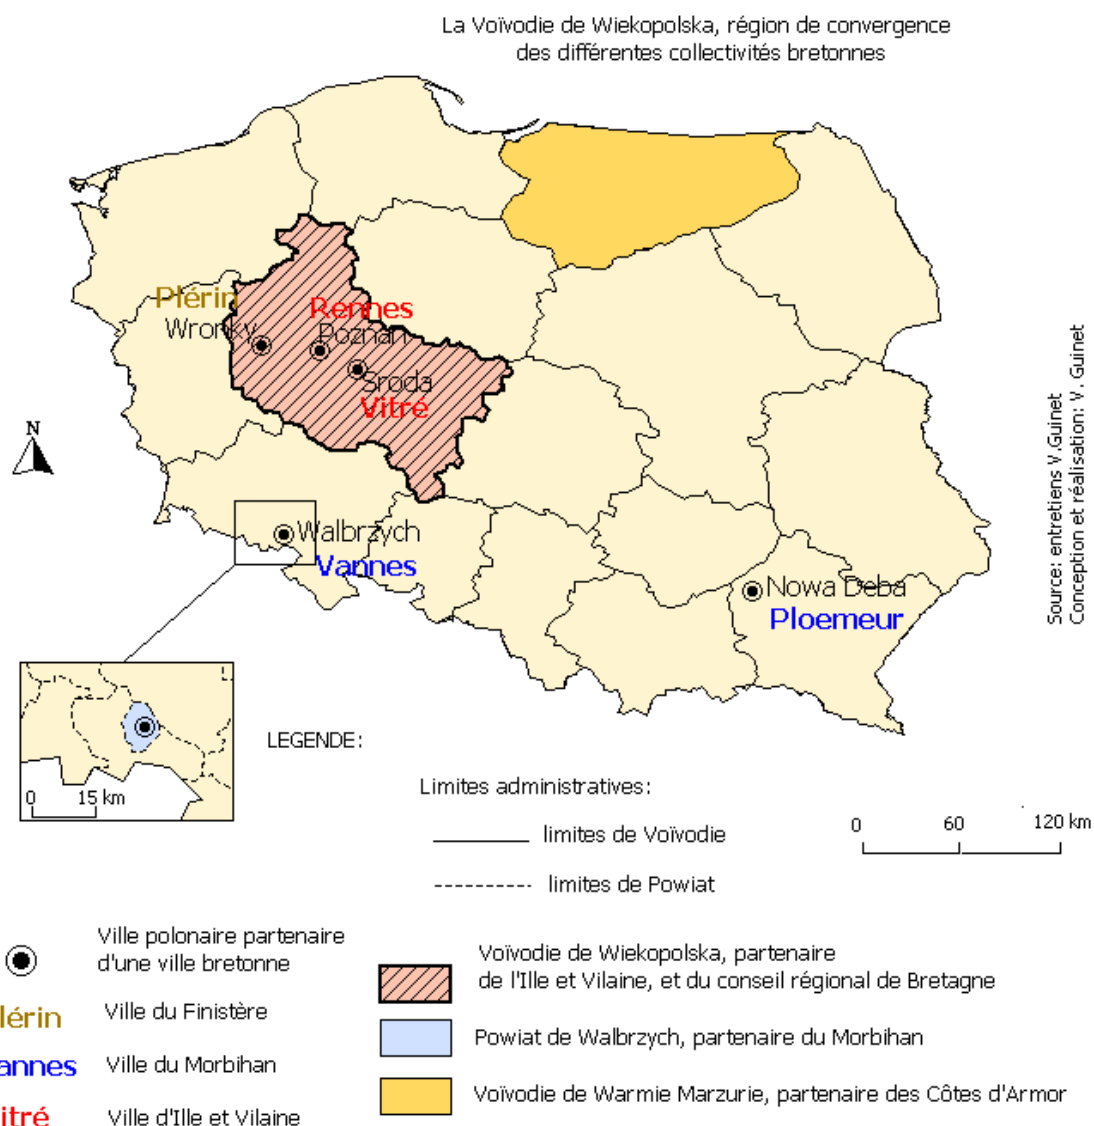 La Voïvodie de Wiekopolska, région de convergence
des différentes collectivités bretonnes
Plérin
Wronky
Rennes
Poznań
Sroda
Vitré
N
Walbrzych
Vannes
Nowa Deba
Ploemeur
Source: entretiens V.Guinet
Conception et réalisation: V. Guinet
0 15 km
LEGENDE:
Limites administratives:
limites de Voïvodie
limites de Powiat
0 60 120 km
Ville polonaire partenaire
d'une ville bretonne
lérin Ville du Finistère
annes Ville du Morbihan
itré Ville d'Ille et Vilaine
Voïvodie de Wiekopolska, partenaire
de l'Ille et Vilaine, et du conseil régional de Bretagne
Powiat de Walbrzych, partenaire du Morbihan
Voïvodie de Warmie Marzurie, partenaire des Côtes d'Armor